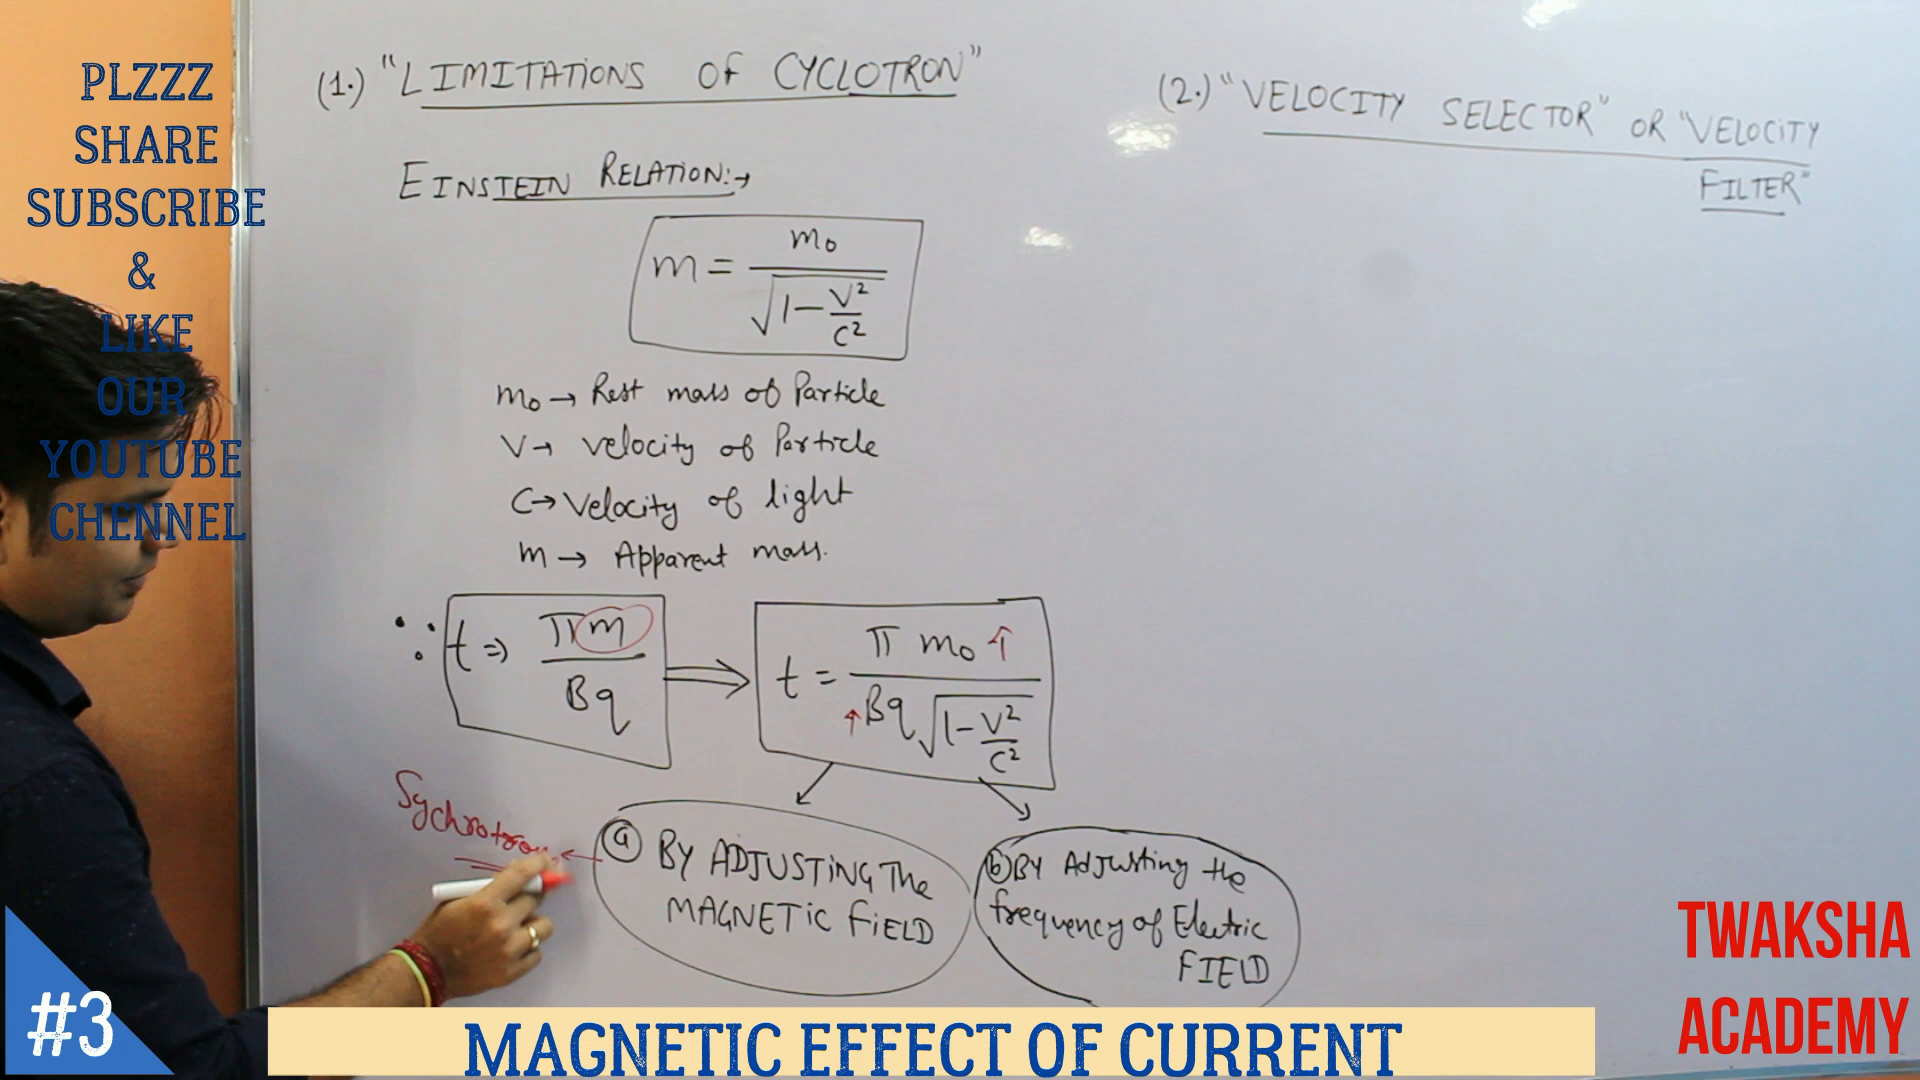 PLZZZ
SHARE
SUBSCRIBE
&
LIKE
OUR
YOUTUBE
CHENNEL
(1.) "LIMITATIONS OF CYCLOTRON"
EINSTEIN RELATION:→
m = m₀ / √(1 − V²/C²)
m₀ → Rest mass of Particle
V → Velocity of Particle
C → Velocity of light
m → Apparent mass.
∵ t ⇒ πm / Bq ⟹ t = π m₀ ↑ / ↑ Bq √(1 − V²/C²)
Sychrotron ←
(a) BY ADJUSTING The
MAGNETIC FIELD
(b) BY Adjusting the
frequency of Electric
FIELD
(2.) "VELOCITY SELECTOR" OR "VELOCITY
FILTER"
#3
MAGNETIC EFFECT OF CURRENT
TWAKSHA
ACADEMY